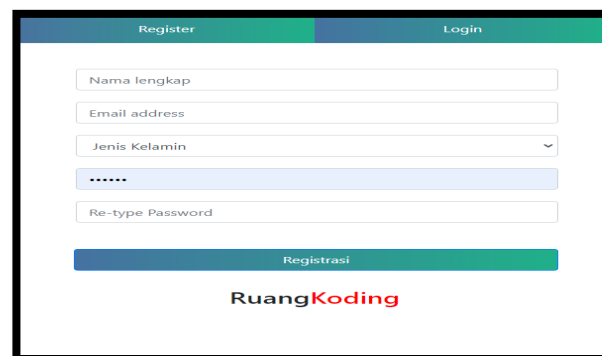 Register Login
Nama lengkap
Email address
Jenis Kelamin
••••••
Re-type Password
Registrasi
RuangKoding